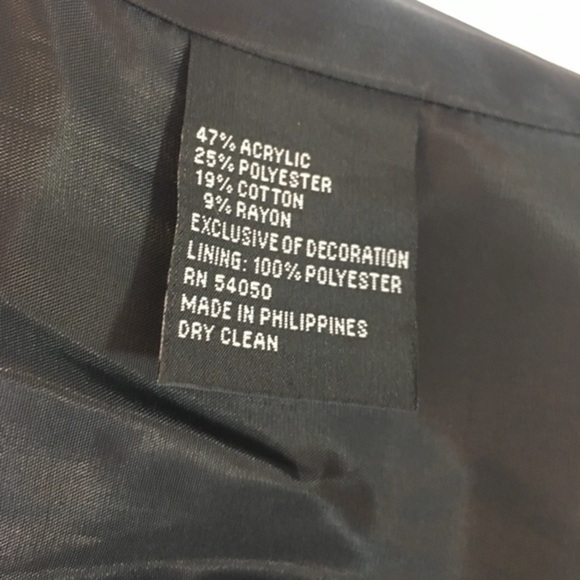 47% ACRYLIC
25% POLYESTER
19% COTTON
9% RAYON
EXCLUSIVE OF DECORATION
LINING: 100% POLYESTER
RN 54050
MADE IN PHILIPPINES
DRY CLEAN